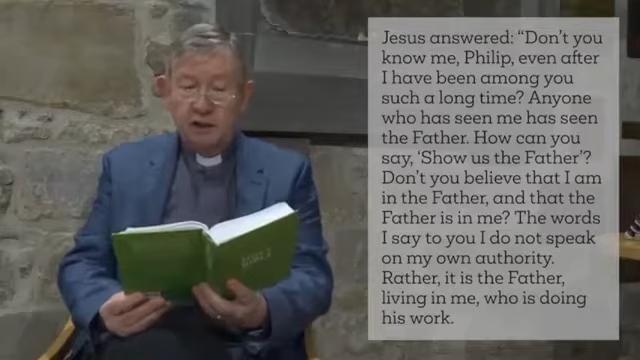 Jesus answered: “Don’t you
know me, Philip, even after
I have been among you
such a long time? Anyone
who has seen me has seen
the Father. How can you
say, ‘Show us the Father’?
Don’t you believe that I am
in the Father, and that the
Father is in me? The words
I say to you I do not speak
on my own authority.
Rather, it is the Father,
living in me, who is doing
his work.